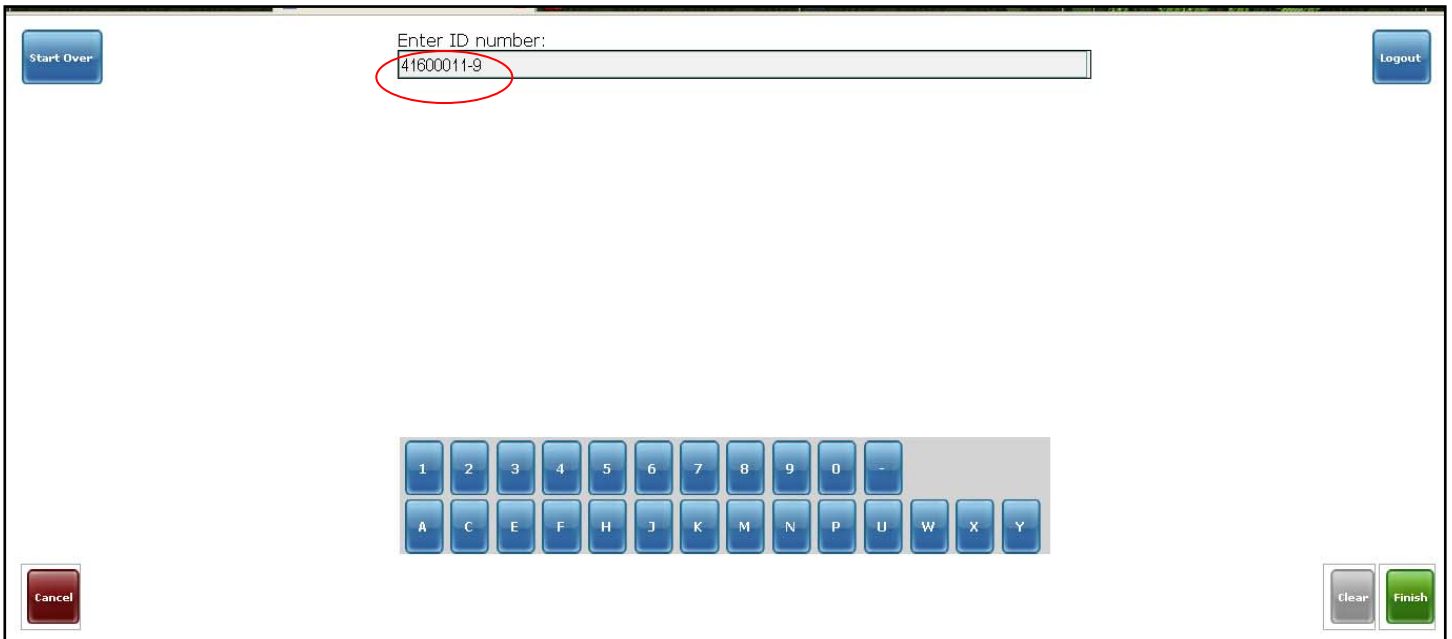 Start Over
Enter ID number:
41600011-9
Logout
1 2 3 4 5 6 7 8 9 0 -
A C E F H J K M N P U W X Y
Cancel
Clear
Finish